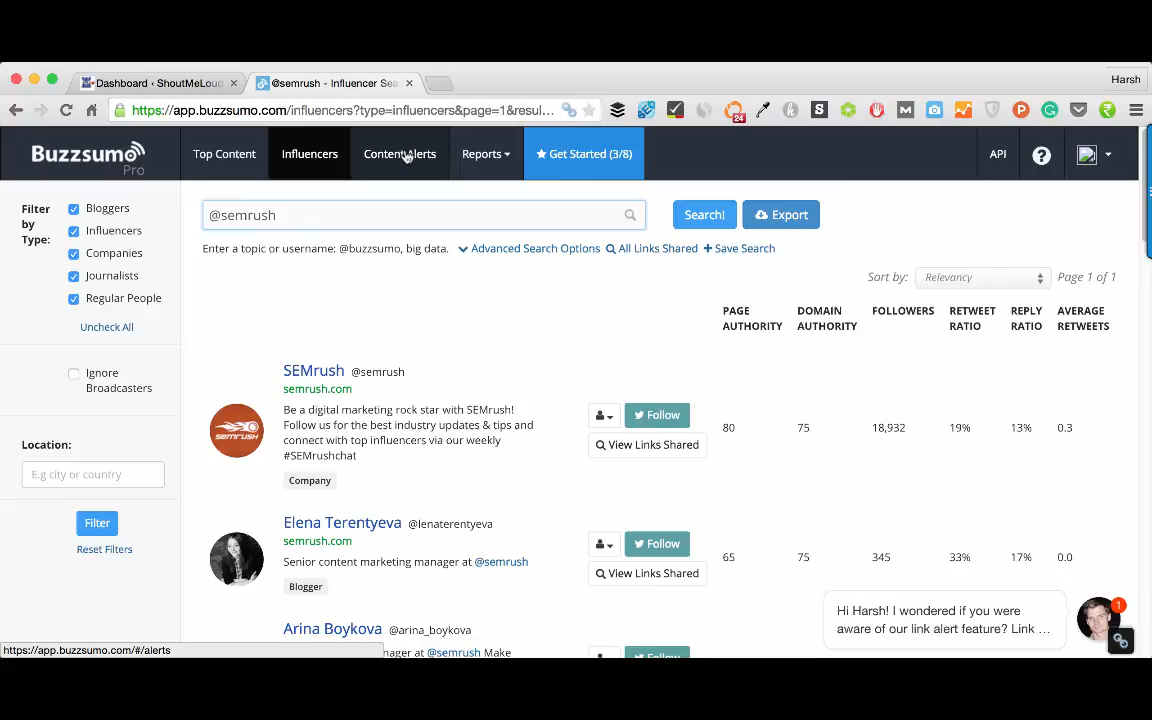 Dashboard ‹ ShoutMeLoud
@semrush - Influencer Sea
Harsh
https://app.buzzsumo.com/influencers?type=influencers&page=1&resul...
24
Buzzsumo
Pro
Top Content
Influencers
Content Alerts
Reports
Get Started (3/8)
API
Filter by Type:
Bloggers
Influencers
Companies
Journalists
Regular People
Uncheck All
Ignore Broadcasters
Location:
E.g city or country
Filter
Reset Filters
@semrush
Search!
Export
Enter a topic or username: @buzzsumo, big data.
Advanced Search Options
All Links Shared
Save Search
Sort by:
Relevancy
Page 1 of 1
PAGE AUTHORITY
DOMAIN AUTHORITY
FOLLOWERS
RETWEET RATIO
REPLY RATIO
AVERAGE RETWEETS
SEMrush @semrush
semrush.com
Be a digital marketing rock star with SEMrush!
Follow us for the best industry updates & tips and
connect with top influencers via our weekly
#SEMrushchat
Company
SEMRUSH
Follow
View Links Shared
80
75
18,932
19%
13%
0.3
Elena Terentyeva @lenaterentyeva
semrush.com
Senior content marketing manager at @semrush
Blogger
Follow
View Links Shared
65
75
345
33%
17%
0.0
Arina Boykova @arina_boykova
nager at @semrush Make
Follow
Hi Harsh! I wondered if you were
aware of our link alert feature? Link ...
1
https://app.buzzsumo.com/#/alerts